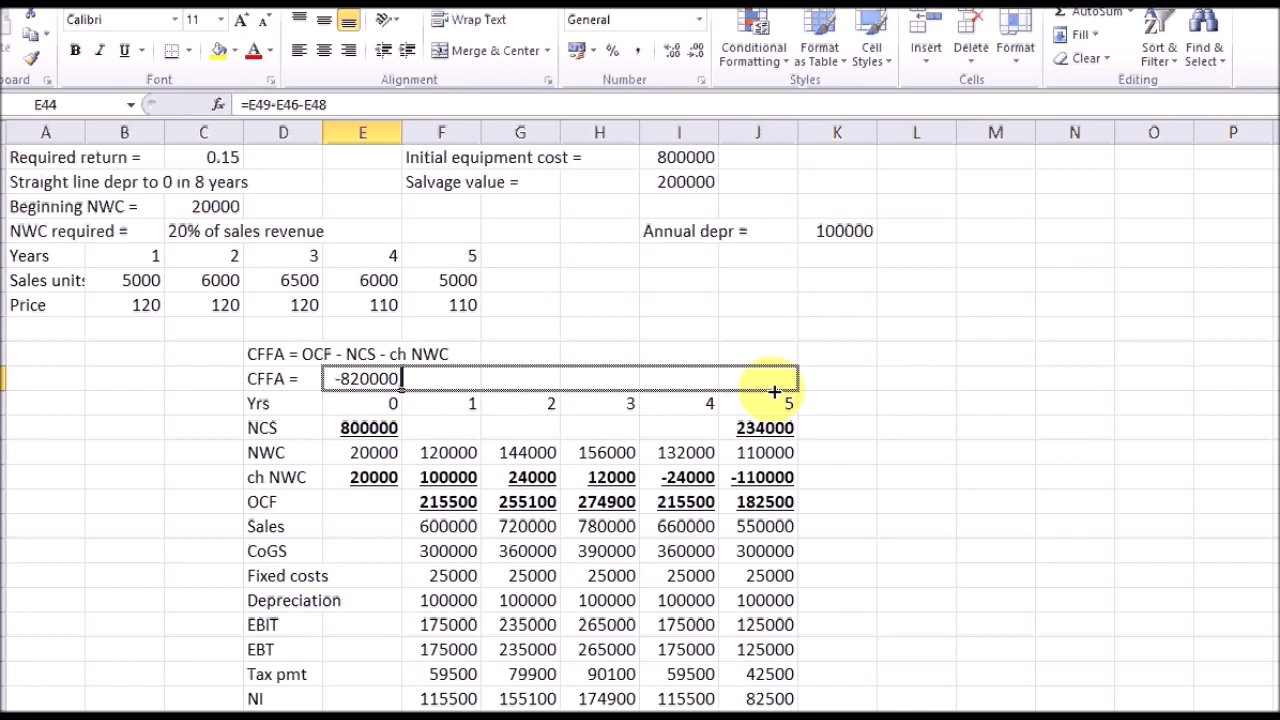 Calibri 11 Wrap Text General Σ AutoSum
Fill
B I U A Merge & Center % , Conditional Format Cell Insert Delete Format Sort & Find &
Formatting as Table Styles Clear Filter Select
Font Alignment Number Styles Cells Editing
E44 fx =E49-E46-E48
A B C D E F G H I J K L M N O P
Required return = 0.15 Initial equipment cost = 800000
Straight line depr to 0 in 8 years Salvage value = 200000
Beginning NWC = 20000
NWC required = 20% of sales revenue Annual depr = 100000
Years 1 2 3 4 5
Sales units 5000 6000 6500 6000 5000
Price 120 120 120 110 110
CFFA = OCF - NCS - ch NWC
CFFA = -820000
Yrs 0 1 2 3 4 5
NCS 800000 234000
NWC 20000 120000 144000 156000 132000 110000
ch NWC 20000 100000 24000 12000 -24000 -110000
OCF 215500 255100 274900 215500 182500
Sales 600000 720000 780000 660000 550000
CoGS 300000 360000 390000 360000 300000
Fixed costs 25000 25000 25000 25000 25000
Depreciation 100000 100000 100000 100000 100000
EBIT 175000 235000 265000 175000 125000
EBT 175000 235000 265000 175000 125000
Tax pmt 59500 79900 90100 59500 42500
NI 115500 155100 174900 115500 82500